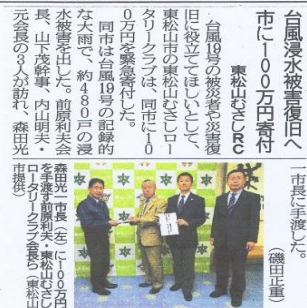 台風浸水被害復旧へ
市に100万円寄付
東松山むさしRC
台風19号の被災者や災害復
旧に役立ててほしいとして、
東松山市の東松山むさしロー
タリークラブは、同市に10
0万円を緊急寄付した。
同市は台風19号の記録的
な大雨で、約480戸の浸
水被害を出した。前原利夫会
長、山下茂幹事、内山明夫・
元会長の3人が訪れ、森田光
一市長に手渡した。
(磯田正重)
森田光一市長(左)に100万円
を手渡す前原利夫・東松山むさし
ロータリークラブ会長ら(東松山
市提供)